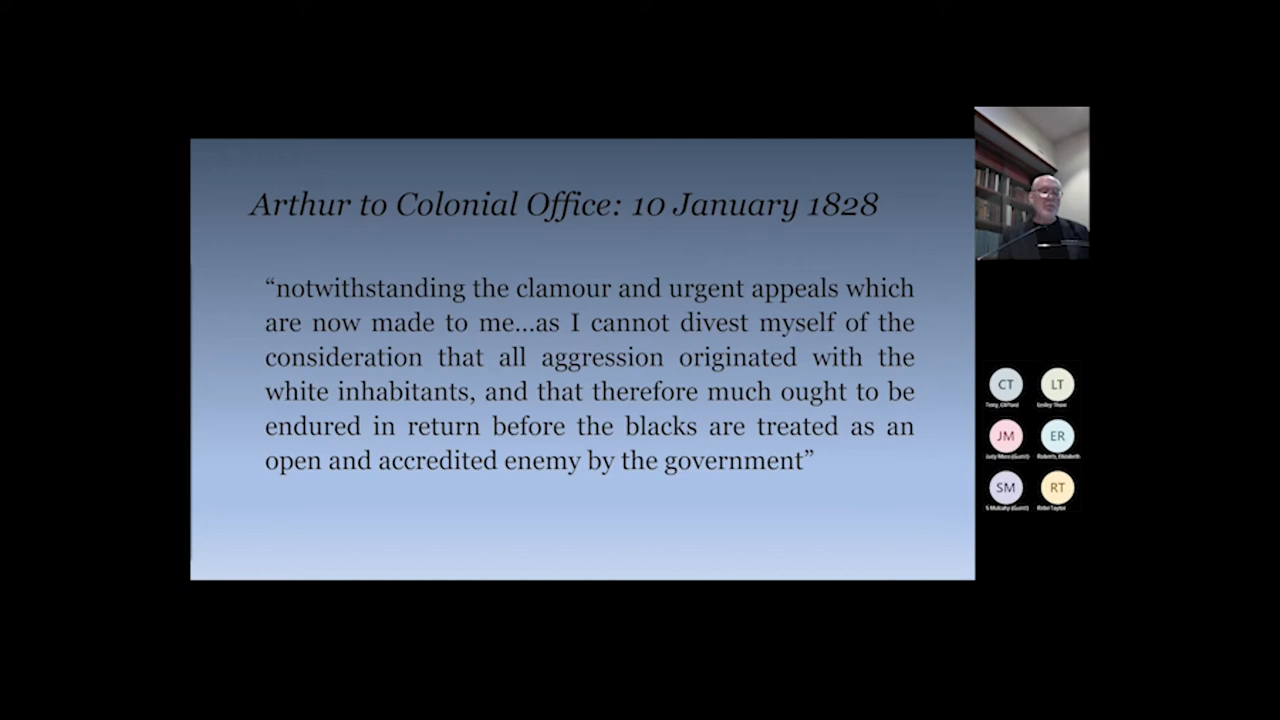 Arthur to Colonial Office: 10 January 1828
“notwithstanding the clamour and urgent appeals which
are now made to me...as I cannot divest myself of the
consideration that all aggression originated with the
white inhabitants, and that therefore much ought to be
endured in return before the blacks are treated as an
open and accredited enemy by the government”
CT
LT
JM
ER
Roberts, Elizabeth
SM
RT